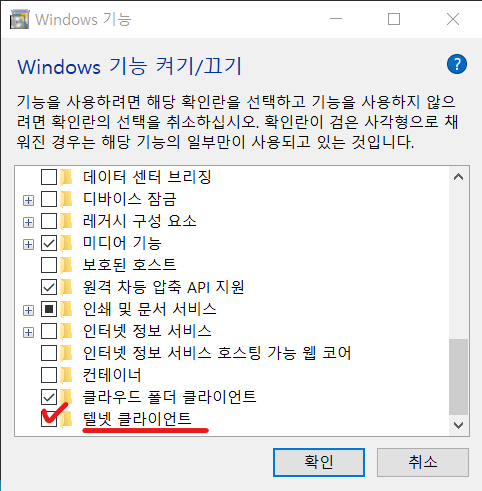 Windows 기능
Windows 기능 켜기/끄기
?
기능을 사용하려면 해당 확인란을 선택하고 기능을 사용하지 않으
려면 확인란의 선택을 취소하십시오. 확인란이 검은 사각형으로 채
워진 경우는 해당 기능의 일부만이 사용되고 있는 것입니다.
데이터 센터 브리징
디바이스 잠금
레거시 구성 요소
미디어 기능
보호된 호스트
원격 차등 압축 API 지원
인쇄 및 문서 서비스
인터넷 정보 서비스
인터넷 정보 서비스 호스팅 가능 웹 코어
컨테이너
클라우드 폴더 클라이언트
텔넷 클라이언트
확인
취소